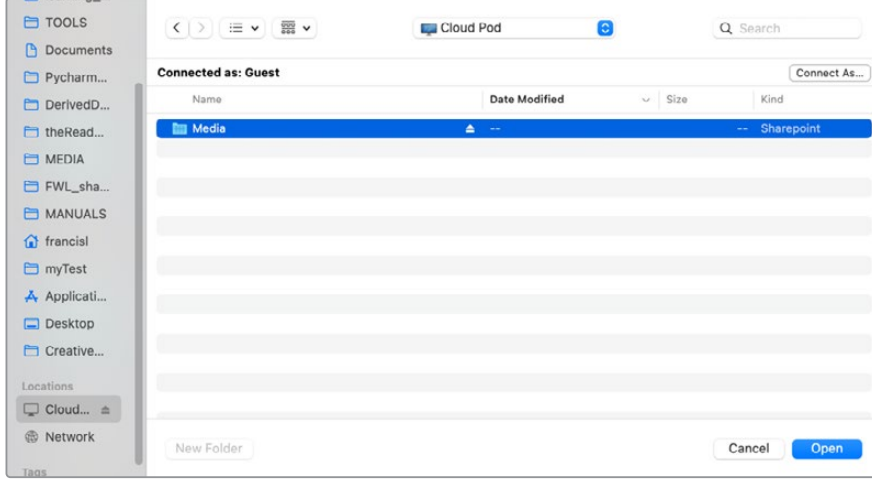 TOOLS
Documents
Pycharm...
DerivedD...
theRead...
MEDIA
FWL_sha...
MANUALS
francisl
myTest
Applicati...
Desktop
Creative...
Locations
Cloud...
Network
Tags
Cloud Pod
Search
Connected as: Guest
Connect As...
Name Date Modified Size Kind
Media -- -- Sharepoint
New Folder Cancel Open